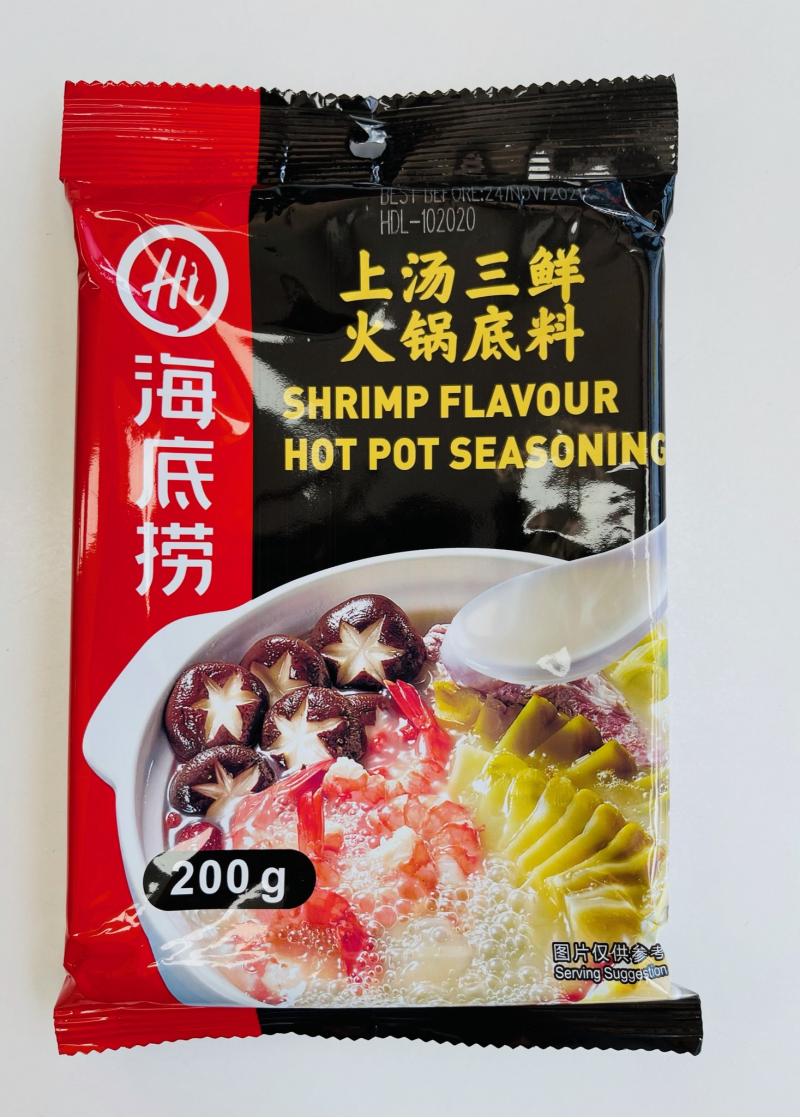 BEST BEFORE:24/NOV/202
HDL-102020
Hi
海底捞
上汤三鲜
火锅底料
SHRIMP FLAVOUR
HOT POT SEASONING
200g
图片仅供参考
Serving Suggestion